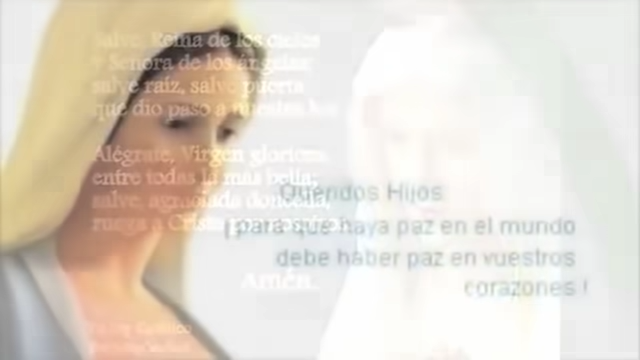 Salve, Reina de los cielos
y Señora de los ángeles;
salve raíz, salve puerta
que dio paso a nuestra luz.
Alégrate, Virgen gloriosa,
entre todas la más bella;
salve, agraciada doncella,
ruega a Cristo
Amén.
Queridos Hijos
¡para que haya paz en el mundo
debe haber paz en vuestros
corazones !